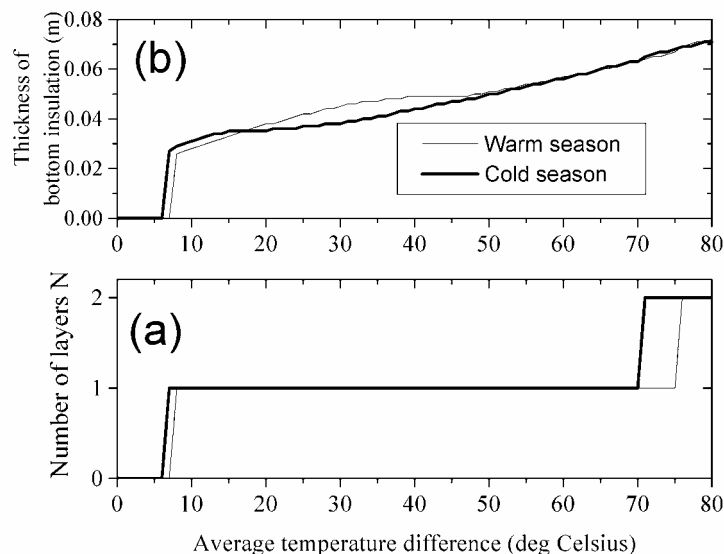 Thickness of
bottom insulation (m)
0.08
0.06
0.04
0.02
0.00
(b)
Warm season
Cold season
0 10 20 30 40 50 60 70 80
Number of layers N
2
1
0
(a)
0 10 20 30 40 50 60 70 80
Average temperature difference (deg Celsius)